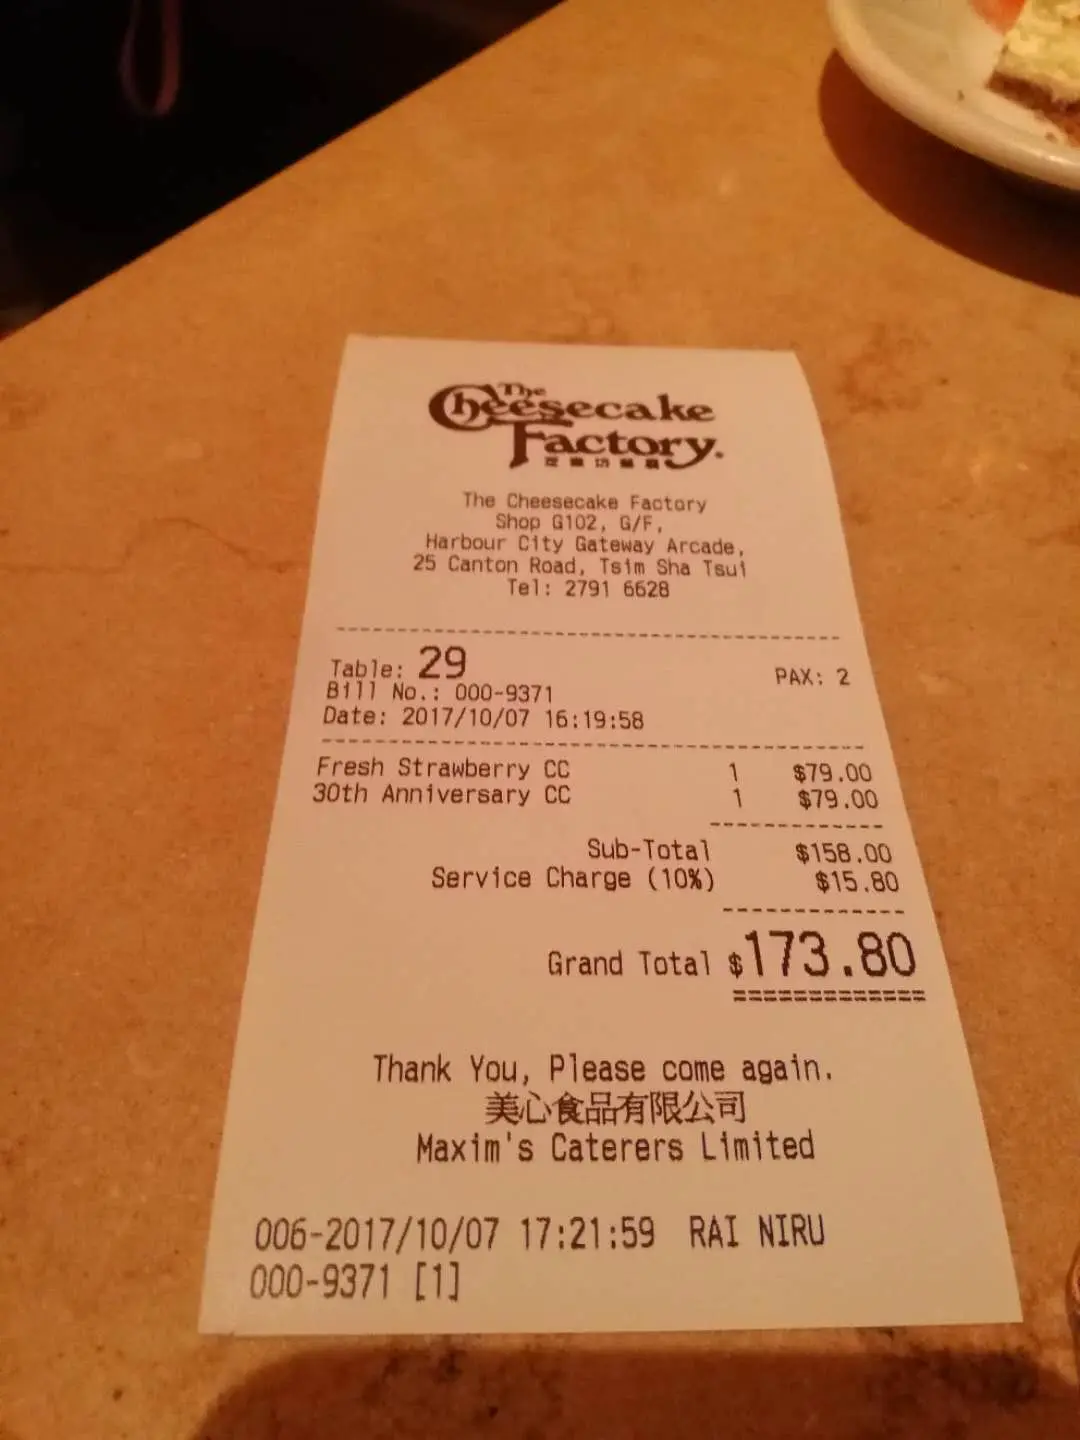 The
Cheesecake
Factory.
The Cheesecake Factory
Shop G102, G/F,
Harbour City Gateway Arcade,
25 Canton Road, Tsim Sha Tsui
Tel: 2791 6628
Table: 29 PAX: 2
Bill No.: 000-9371
Date: 2017/10/07 16:19:58
Fresh Strawberry CC 1 $79.00
30th Anniversary CC 1 $79.00
Sub-Total $158.00
Service Charge (10%) $15.80
Grand Total $173.80
Thank You, Please come again.
美心食品有限公司
Maxim's Caterers Limited
006-2017/10/07 17:21:59 RAI NIRU
000-9371 [1]